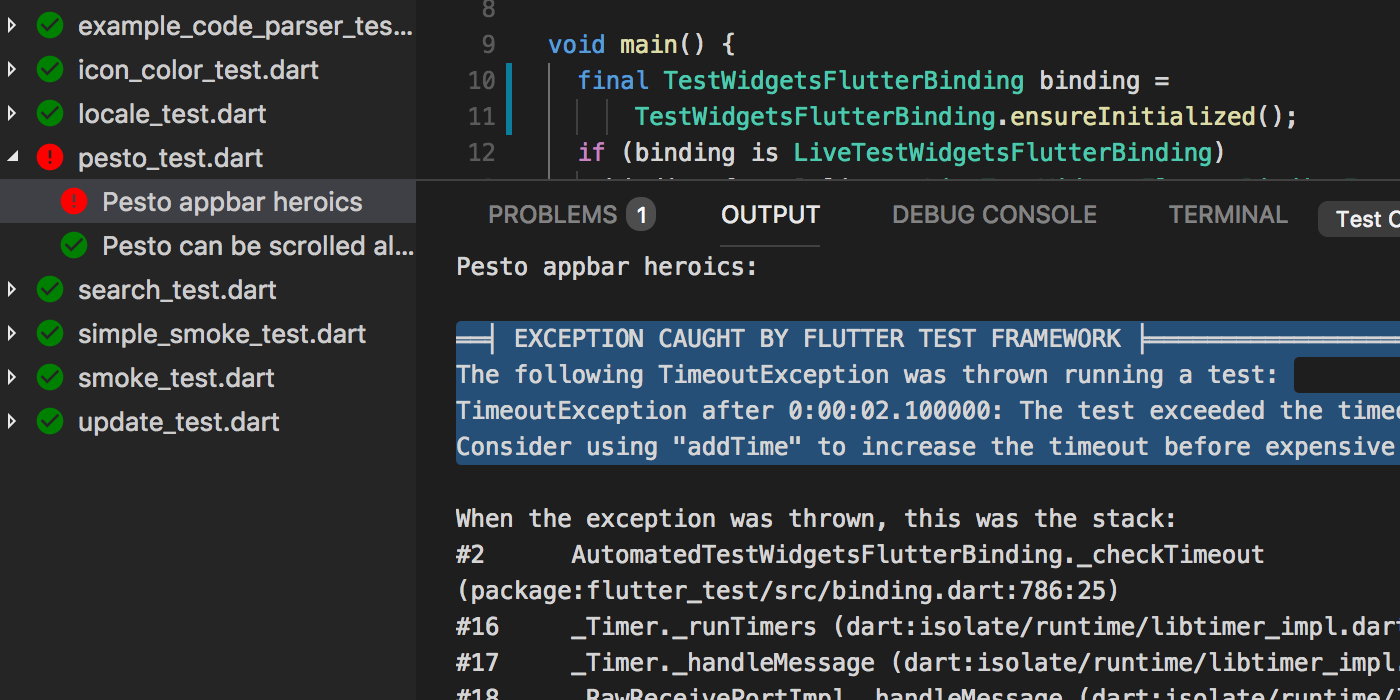 example_code_parser_tes...
icon_color_test.dart
locale_test.dart
pesto_test.dart
Pesto appbar heroics
Pesto can be scrolled al...
search_test.dart
simple_smoke_test.dart
smoke_test.dart
update_test.dart
8
9 void main() {
10 final TestWidgetsFlutterBinding binding =
11 TestWidgetsFlutterBinding.ensureInitialized();
12 if (binding is LiveTestWidgetsFlutterBinding)
PROBLEMS 1 OUTPUT DEBUG CONSOLE TERMINAL Test
Pesto appbar heroics:
══╡ EXCEPTION CAUGHT BY FLUTTER TEST FRAMEWORK ╞══════════════════
The following TimeoutException was thrown running a test:
TimeoutException after 0:00:02.100000: The test exceeded the
Consider using "addTime" to increase the timeout before expensive
When the exception was thrown, this was the stack:
#2 AutomatedTestWidgetsFlutterBinding._checkTimeout
(package:flutter_test/src/binding.dart:786:25)
#16 _Timer._runTimers (dart:isolate/runtime/libtimer_impl.dar
#17 _Timer._handleMessage (dart:isolate/runtime/libtimer_impl.
#18 _RawReceivePortImpl._handleMessage (dart:isolate/runtime/